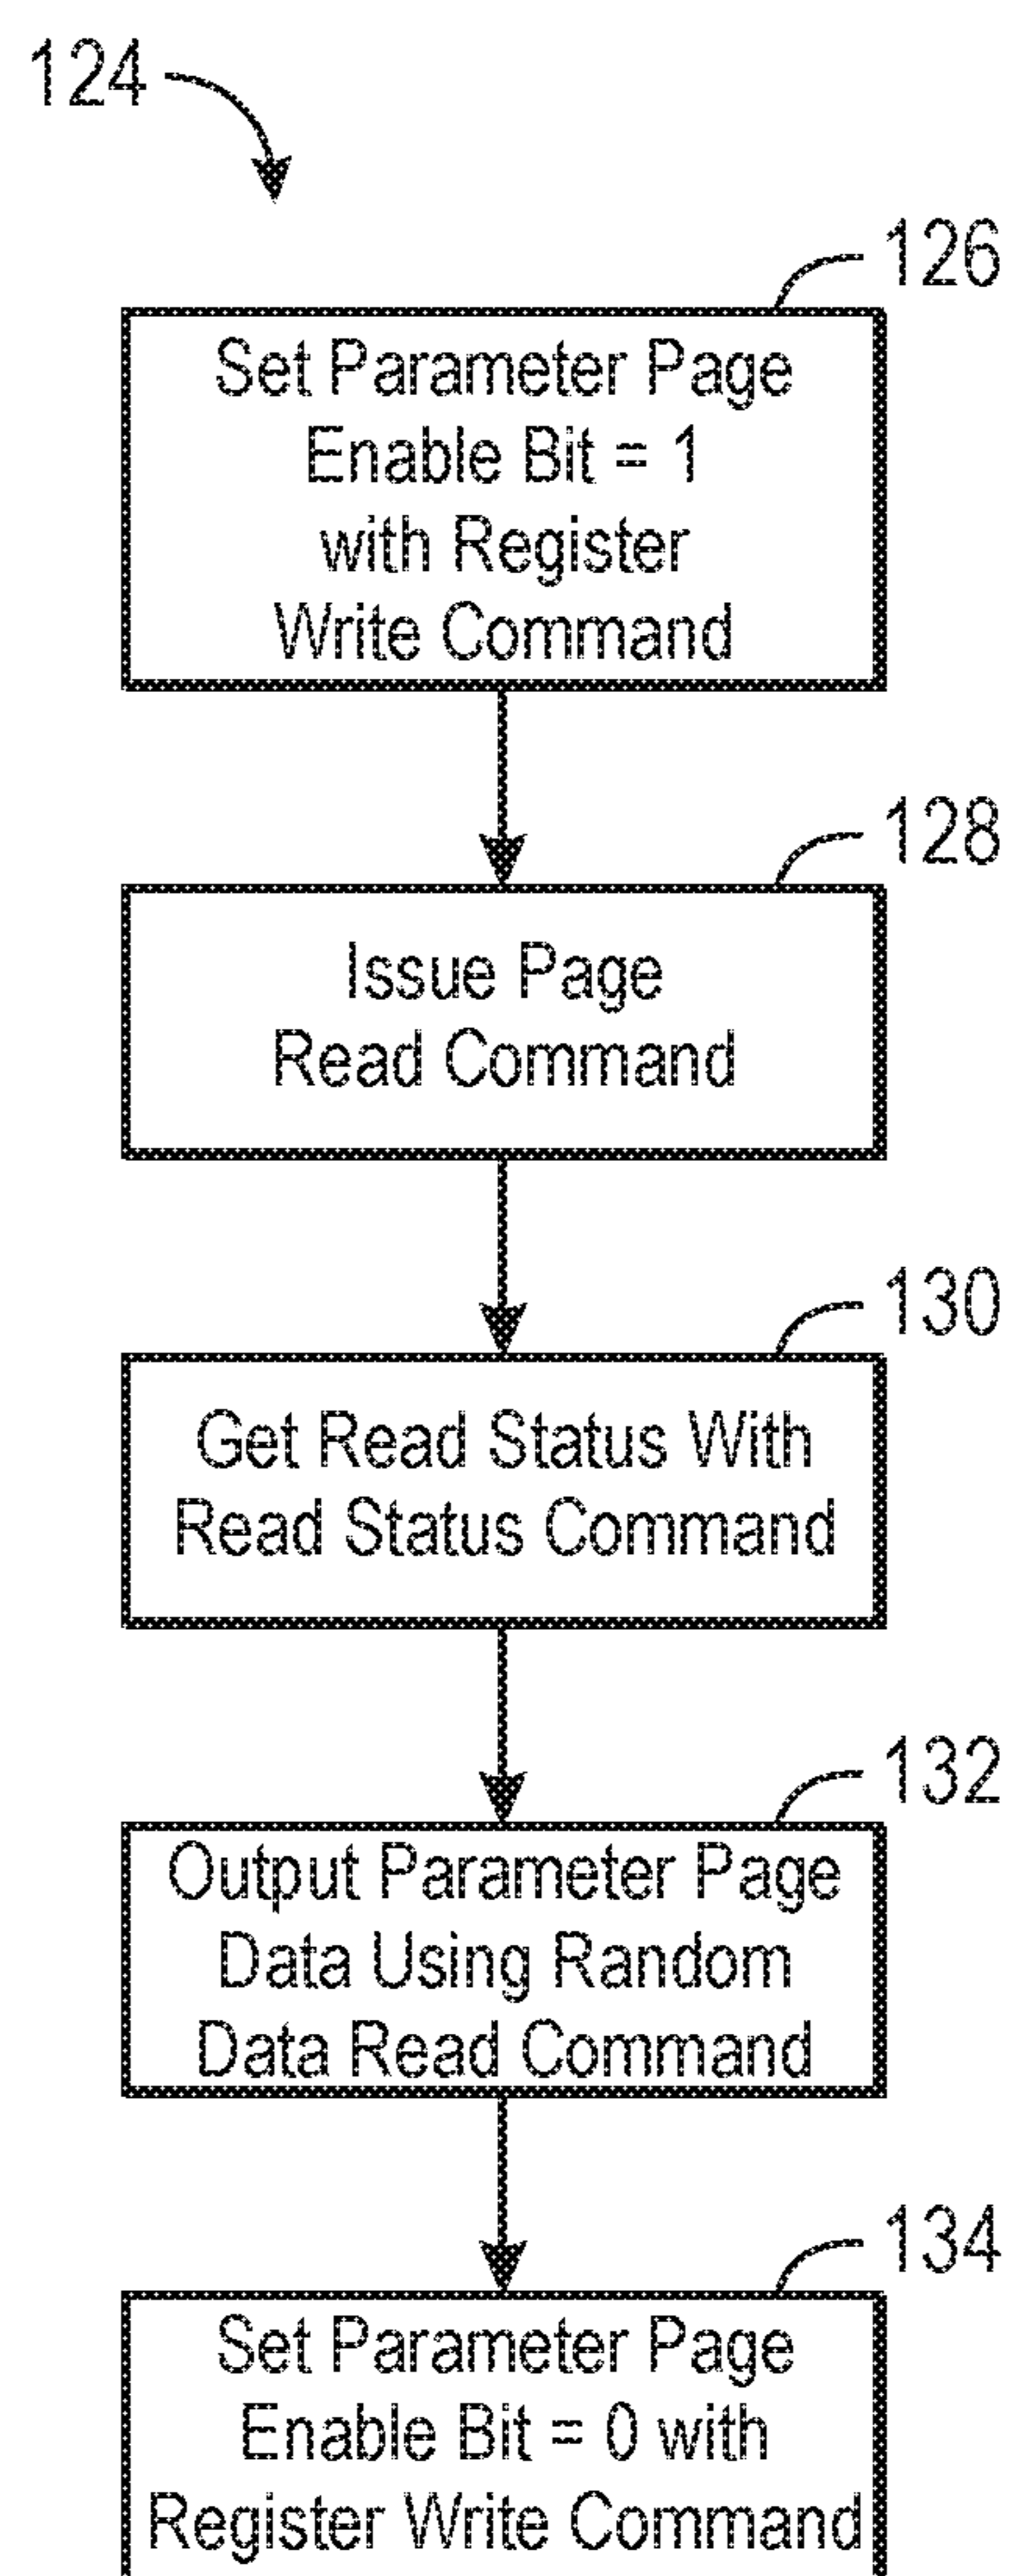 124
126
Set Parameter Page
Enable Bit = 1
with Register
Write Command
128
Issue Page
Read Command
130
Get Read Status With
Read Status Command
132
Output Parameter Page
Data Using Random
Data Read Command
134
Set Parameter Page
Enable Bit = 0 with
Register Write Command